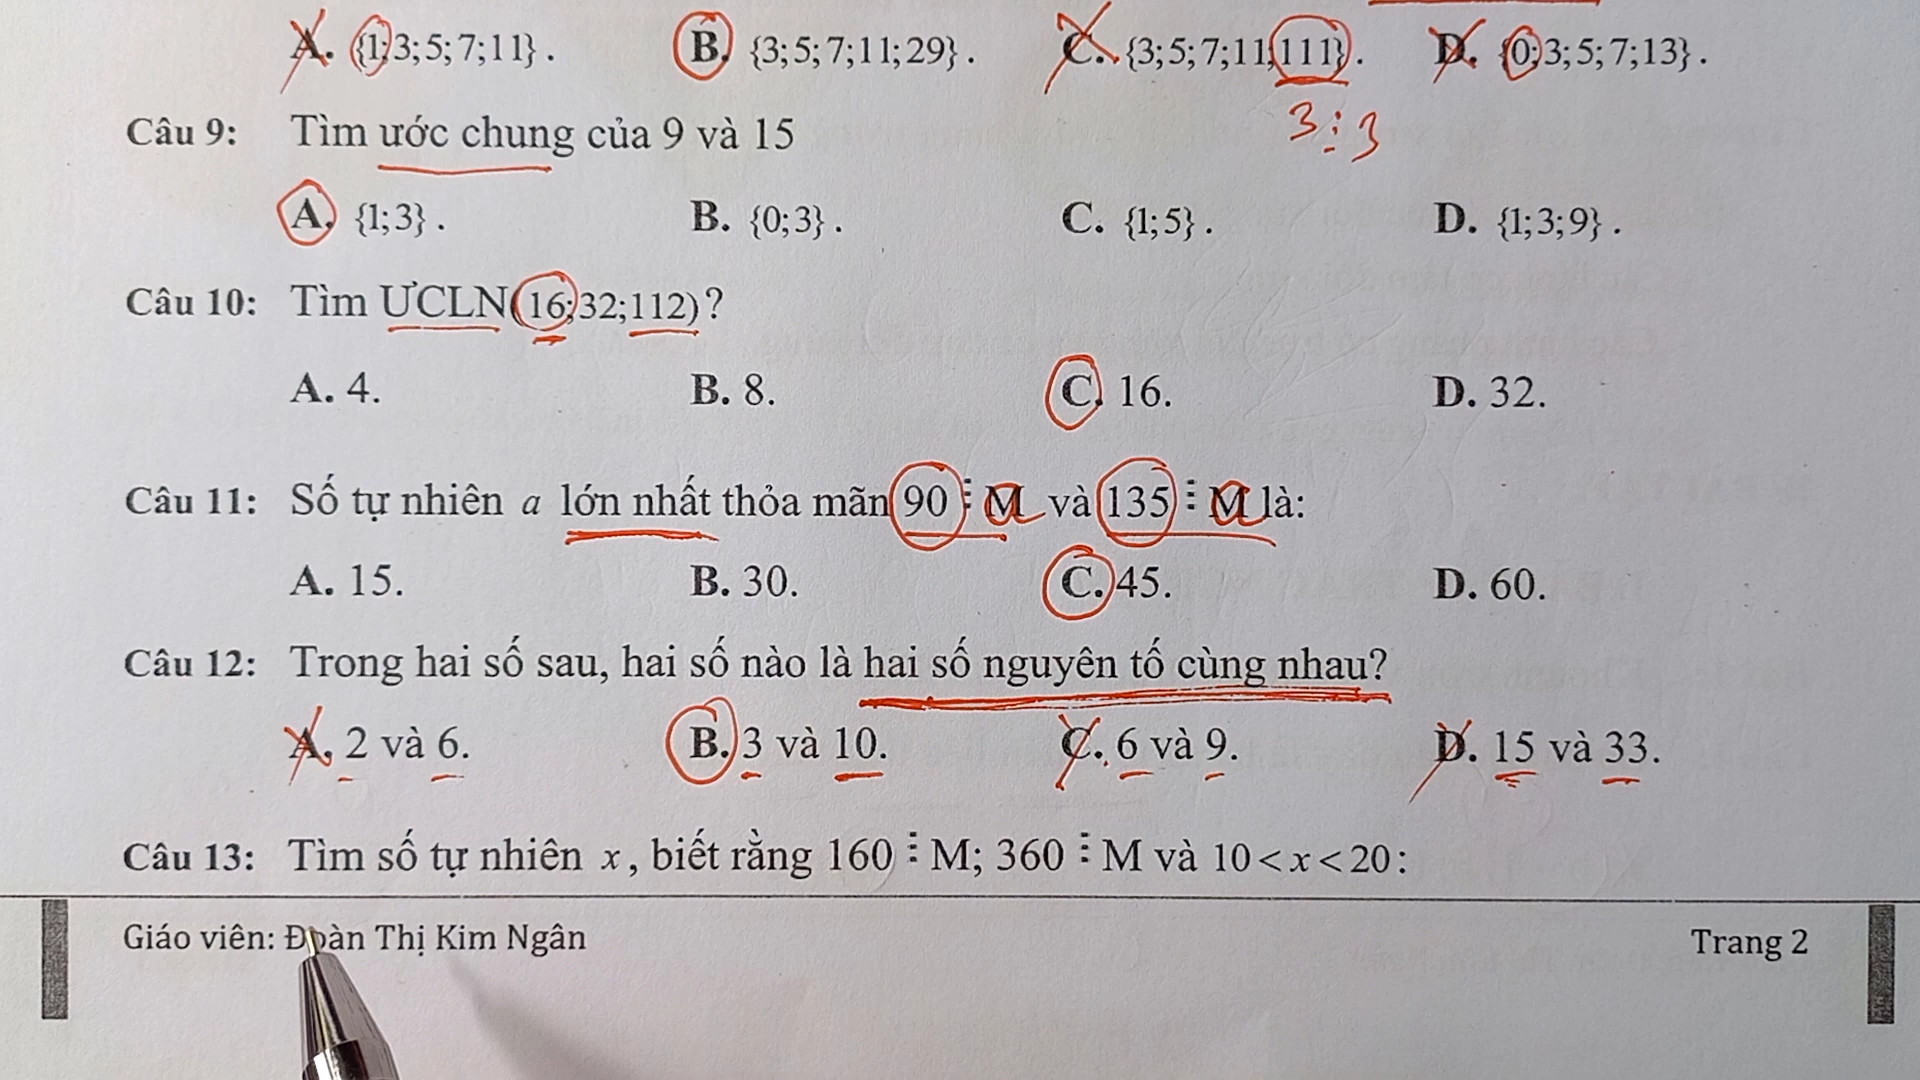 A. {1;3;5;7;11}. B. {3;5;7;11;29}. C. {3;5;7;11;111}. D. {0;3;5;7;13}.
3⋮3
Câu 9: Tìm ước chung của 9 và 15
A. {1;3}. B. {0;3}. C. {1;5}. D. {1;3;9}.
Câu 10: Tìm ƯCLN(16;32;112)?
A. 4. B. 8. C. 16. D. 32.
Câu 11: Số tự nhiên a lớn nhất thỏa mãn 90 ⋮ M a và 135 ⋮ M a là:
A. 15. B. 30. C. 45. D. 60.
Câu 12: Trong hai số sau, hai số nào là hai số nguyên tố cùng nhau?
A. 2 và 6. B. 3 và 10. C. 6 và 9. D. 15 và 33.
Câu 13: Tìm số tự nhiên x, biết rằng 160 ⋮ M; 360 ⋮ M và 10 < x < 20:
Giáo viên: Đoàn Thị Kim Ngân Trang 2